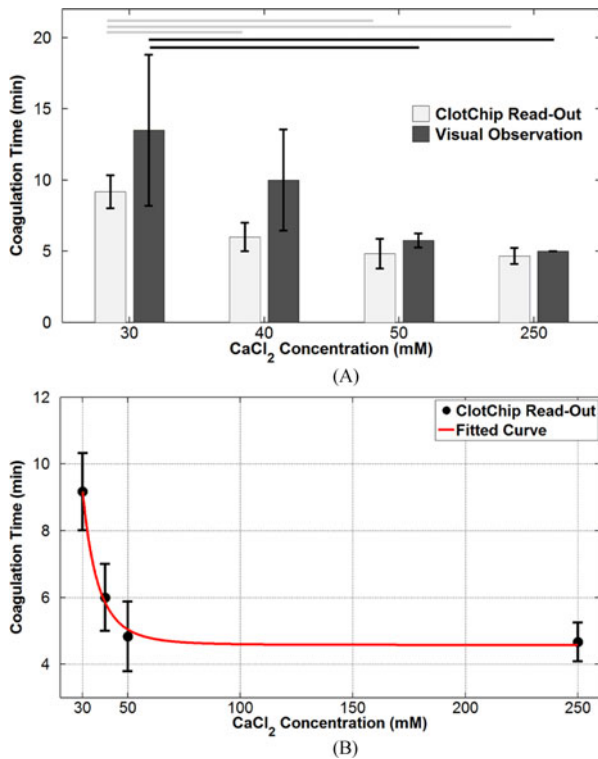 20
15
10
5
0
Coagulation Time (min)
ClotChip Read-Out
Visual Observation
30 40 50 250
CaCl2 Concentration (mM)
(A)
12
10
8
6
4
Coagulation Time (min)
ClotChip Read-Out
Fitted Curve
30 50 100 150 200 250
CaCl2 Concentration (mM)
(B)